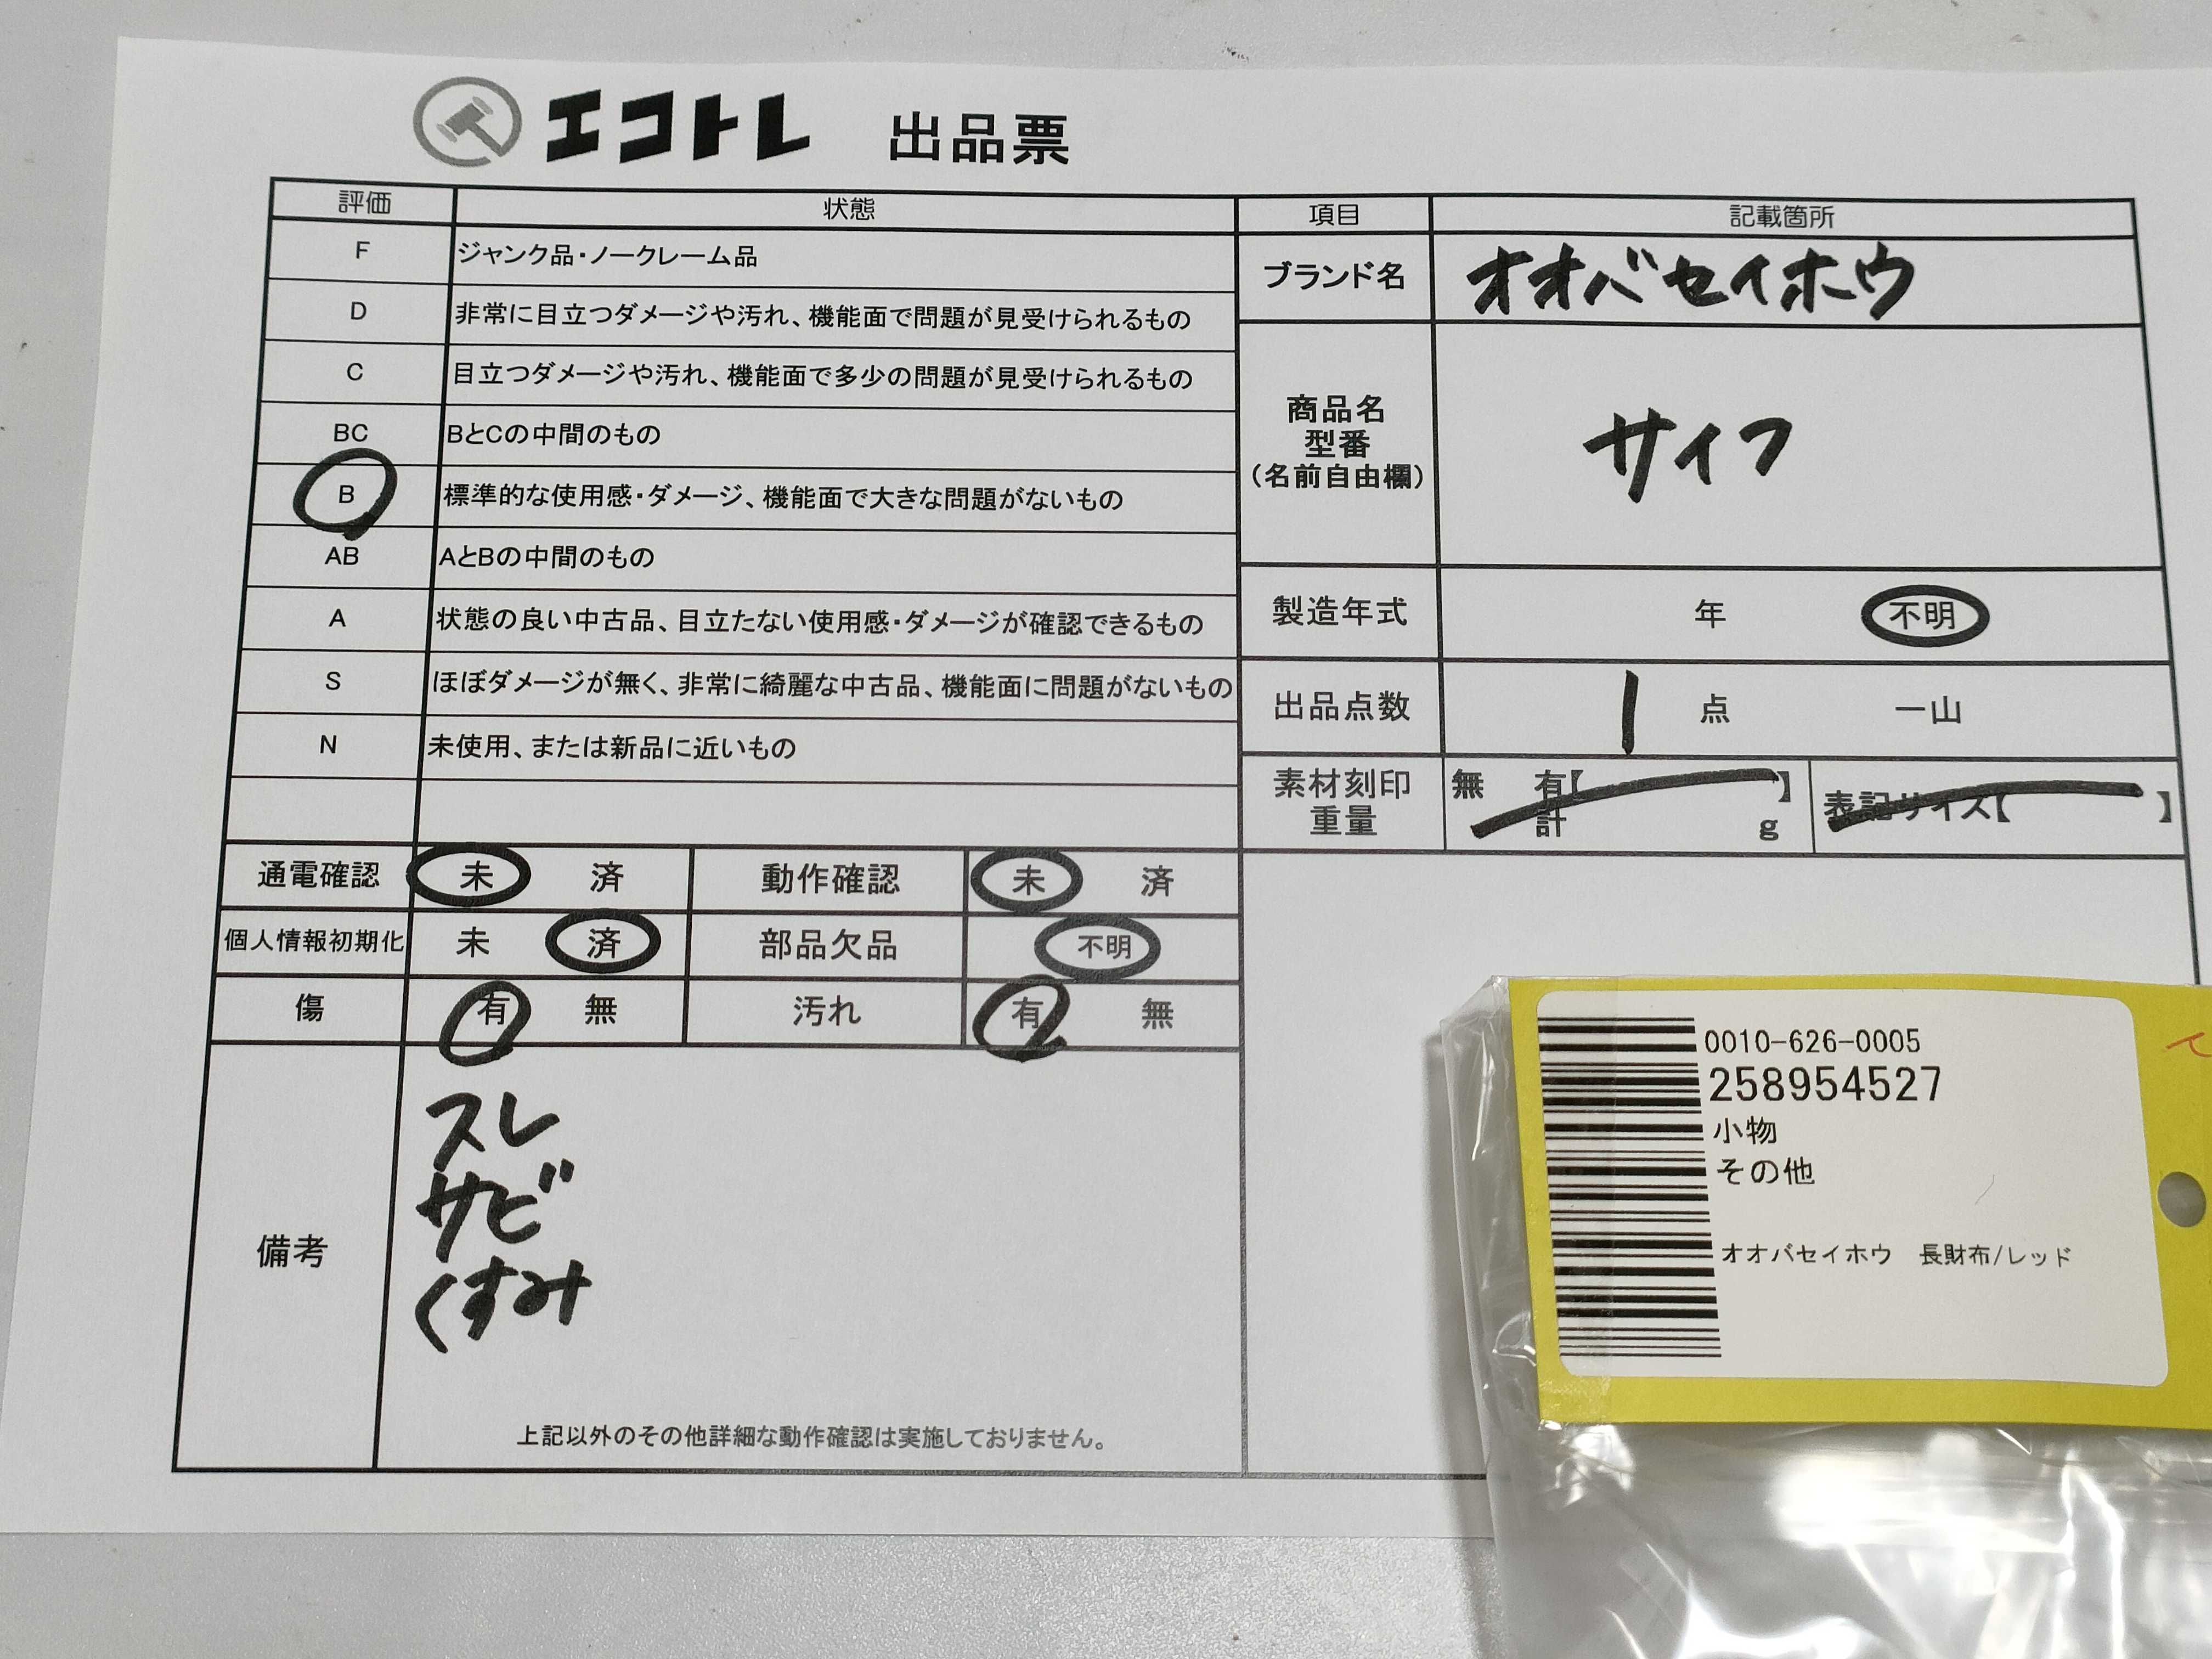 エコトレ 出品票
評価 状態
F ジャンク品・ノークレーム品
D 非常に目立つダメージや汚れ、機能面で問題が見受けられるもの
C 目立つダメージや汚れ、機能面で多少の問題が見受けられるもの
BC BとCの中間のもの
B 標準的な使用感・ダメージ、機能面で大きな問題がないもの
AB AとBの中間のもの
A 状態の良い中古品、目立たない使用感・ダメージが確認できるもの
S ほぼダメージが無く、非常に綺麗な中古品、機能面に問題がないもの
N 未使用、または新品に近いもの
通電確認 未 済 動作確認 未 済
個人情報初期化 未 済 部品欠品 不明
傷 有 無 汚れ 有 無
備考
スレ
サビ
くすみ
上記以外のその他詳細な動作確認は実施しておりません。
項目 記載箇所
ブランド名 オオバセイホウ
商品名
型番
(名前自由欄)
サイフ
製造年式 年 不明
出品点数 1 点 一山
素材刻印 無 有【 】
重量 計 g
表記サイズ【 】
0010-626-0005
258954527
小物
その他
オオバセイホウ 長財布/レッド